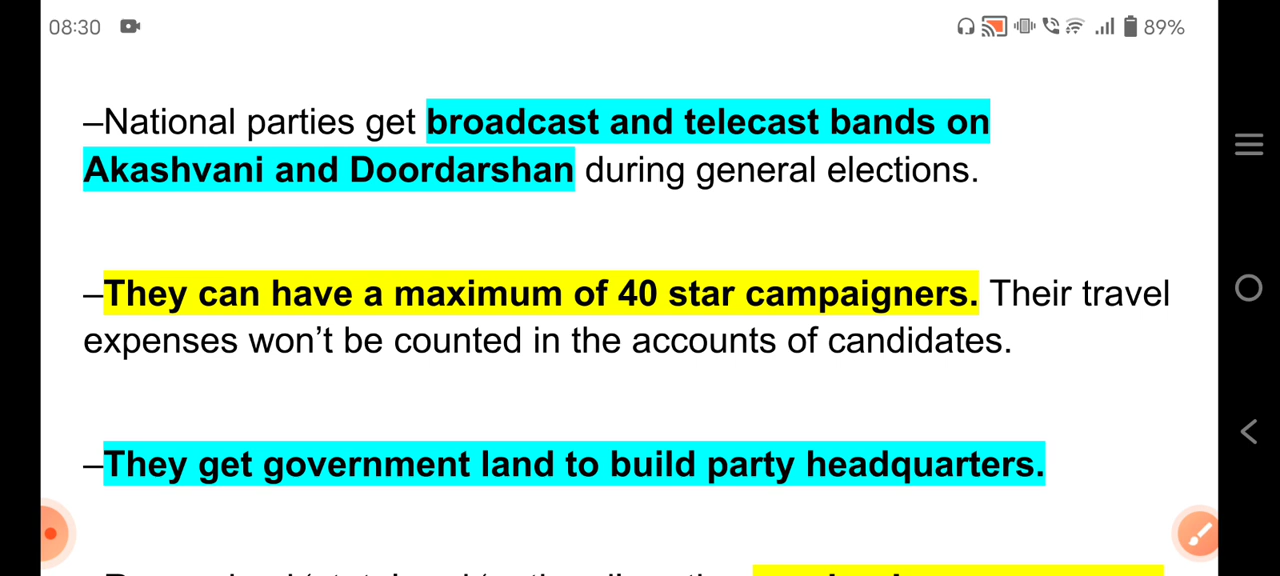 08:30
89%
–National parties get broadcast and telecast bands on
Akashvani and Doordarshan during general elections.
–They can have a maximum of 40 star campaigners. Their travel
expenses won’t be counted in the accounts of candidates.
–They get government land to build party headquarters.